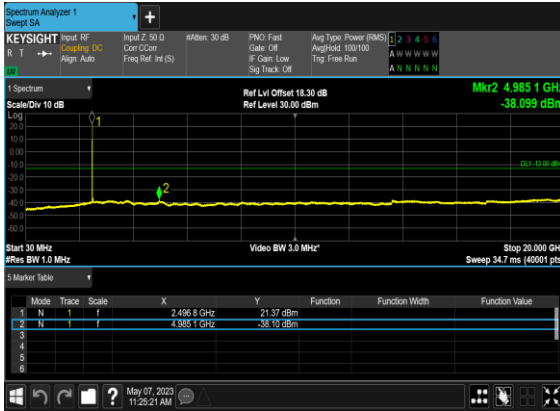 Spectrum Analyzer 1
Swept SA
+
KEYSIGHT Input: RF Input Z: 50 Ω #Atten: 30 dB PNO: Fast Avg Type: Power (RMS) 1 2 3 4 5 6
R T Coupling: DC Corr CCorr Gate: Off Avg|Hold: 100/100 A W W W W W
Align: Auto Freq Ref: Int (S) IF Gain: Low Trig: Free Run
Sig Track: Off A N N N N N
1 Spectrum Ref Lvl Offset 18.30 dB Mkr2 4.985 1 GHz
Scale/Div 10 dB Ref Level 30.00 dBm -38.099 dBm
Log
20.0
10.0
0.00
-10.0
-20.0
-30.0
-40.0
-50.0
-60.0
1
2
DL1 -13.00 dBm
Start 30 MHz Video BW 3.0 MHz* Stop 20.000 GHz
#Res BW 1.0 MHz Sweep 34.7 ms (40001 pts)
5 Marker Table
Mode Trace Scale X Y Function Function Width Function Value
1 N 1 f 2.496 8 GHz 21.37 dBm
2 N 1 f 4.985 1 GHz -38.10 dBm
3
4
5
6
? May 07, 2023
11:25:21 AM